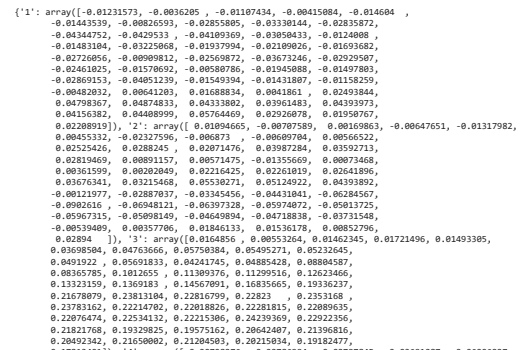 {'1': array([-0.01231573, -0.0036205 , -0.01107434, -0.00415084, -0.014604  ,
-0.01443539, -0.00826593, -0.02855805, -0.03330144, -0.02835872,
-0.04344752, -0.0429533 , -0.04109369, -0.03050433, -0.0124008 ,
-0.01483104, -0.03225068, -0.01937994, -0.02109026, -0.01693682,
-0.02726056, -0.00909812, -0.02569872, -0.03673246, -0.02929507,
-0.02461025, -0.01570692, -0.00580786, -0.01945088, -0.01497803,
-0.02869153, -0.04051239, -0.01549394, -0.01431807, -0.01158259,
-0.00482032, 0.00641203, 0.01688834, 0.0041861 , 0.02493844,
0.04798367, 0.04874833, 0.04333802, 0.03961483, 0.04393973,
0.04156382, 0.04408999, 0.05764469, 0.02926078, 0.01950767,
0.02208919]), '2': array([ 0.01094665, -0.00707589, 0.00169863, -0.00647651, -0.01317982,
0.00455332, -0.02327596, -0.006873  , -0.00609704, 0.00566522,
0.02525426, 0.0288245 , 0.02071476, 0.03987284, 0.03592713,
0.02819469, 0.00891157, 0.00571475, -0.01355669, 0.00073468,
0.00361599, 0.00202049, 0.02216425, 0.02261019, 0.02641896,
0.03676341, 0.03215468, 0.05530271, 0.05124922, 0.04393892,
-0.00121977, -0.02887037, -0.03454456, -0.04431041, -0.06284567,
-0.0902616 , -0.06948121, -0.06397328, -0.05974072, -0.05013725,
-0.05967315, -0.05098149, -0.04649894, -0.04718838, -0.03731548,
-0.00539409, 0.00357706, 0.01846133, 0.01536178, 0.00852796,
0.02894   ]), '3': array([0.0164856 , 0.00553264, 0.01462345, 0.01721496, 0.01493305,
0.03698504, 0.04763666, 0.05750384, 0.05495271, 0.05232645,
0.0491922 , 0.05691833, 0.04241745, 0.04885428, 0.08804587,
0.08365785, 0.1012655 , 0.11309376, 0.11299516, 0.12623466,
0.13323159, 0.1369183 , 0.14567091, 0.16835665, 0.19336237,
0.21678079, 0.23813104, 0.22816799, 0.22823   , 0.2353168 ,
0.23783162, 0.22214702, 0.22018826, 0.22281815, 0.22089635,
0.22076474, 0.22534132, 0.22215306, 0.24239369, 0.22922356,
0.21821768, 0.19329825, 0.19575162, 0.20642407, 0.21396816,
0.20492342, 0.21650002, 0.21204503, 0.20215034, 0.19182477,